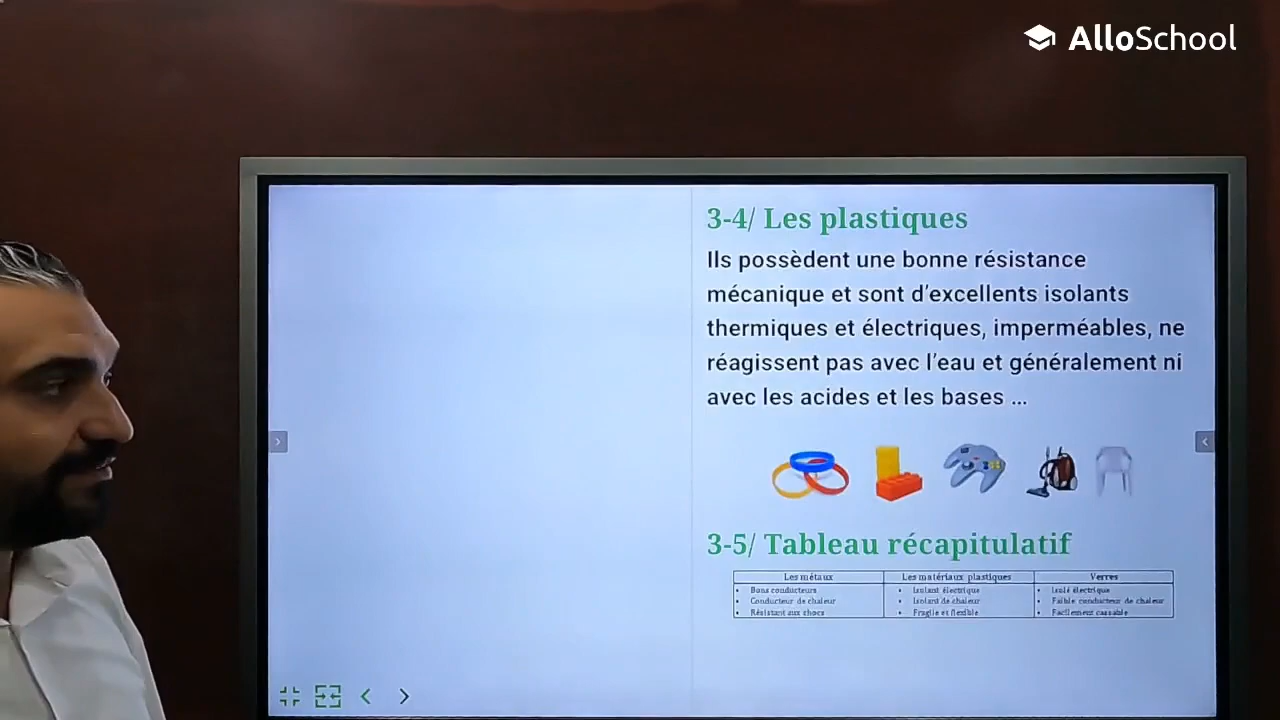 AlloSchool
3-4/ Les plastiques
Ils possèdent une bonne résistance
mécanique et sont d'excellents isolants
thermiques et électriques, imperméables, ne
réagissent pas avec l'eau et généralement ni
avec les acides et les bases ...
3-5/ Tableau récapitulatif
Les métaux Les matériaux plastiques Verres
• Bons conducteurs • Isolant électrique • Isolé électrique
• Conducteur de chaleur • Isolant de chaleur • Faible conducteur de chaleur
• Résistant aux chocs • Fragile et flexible • Facilement cassable